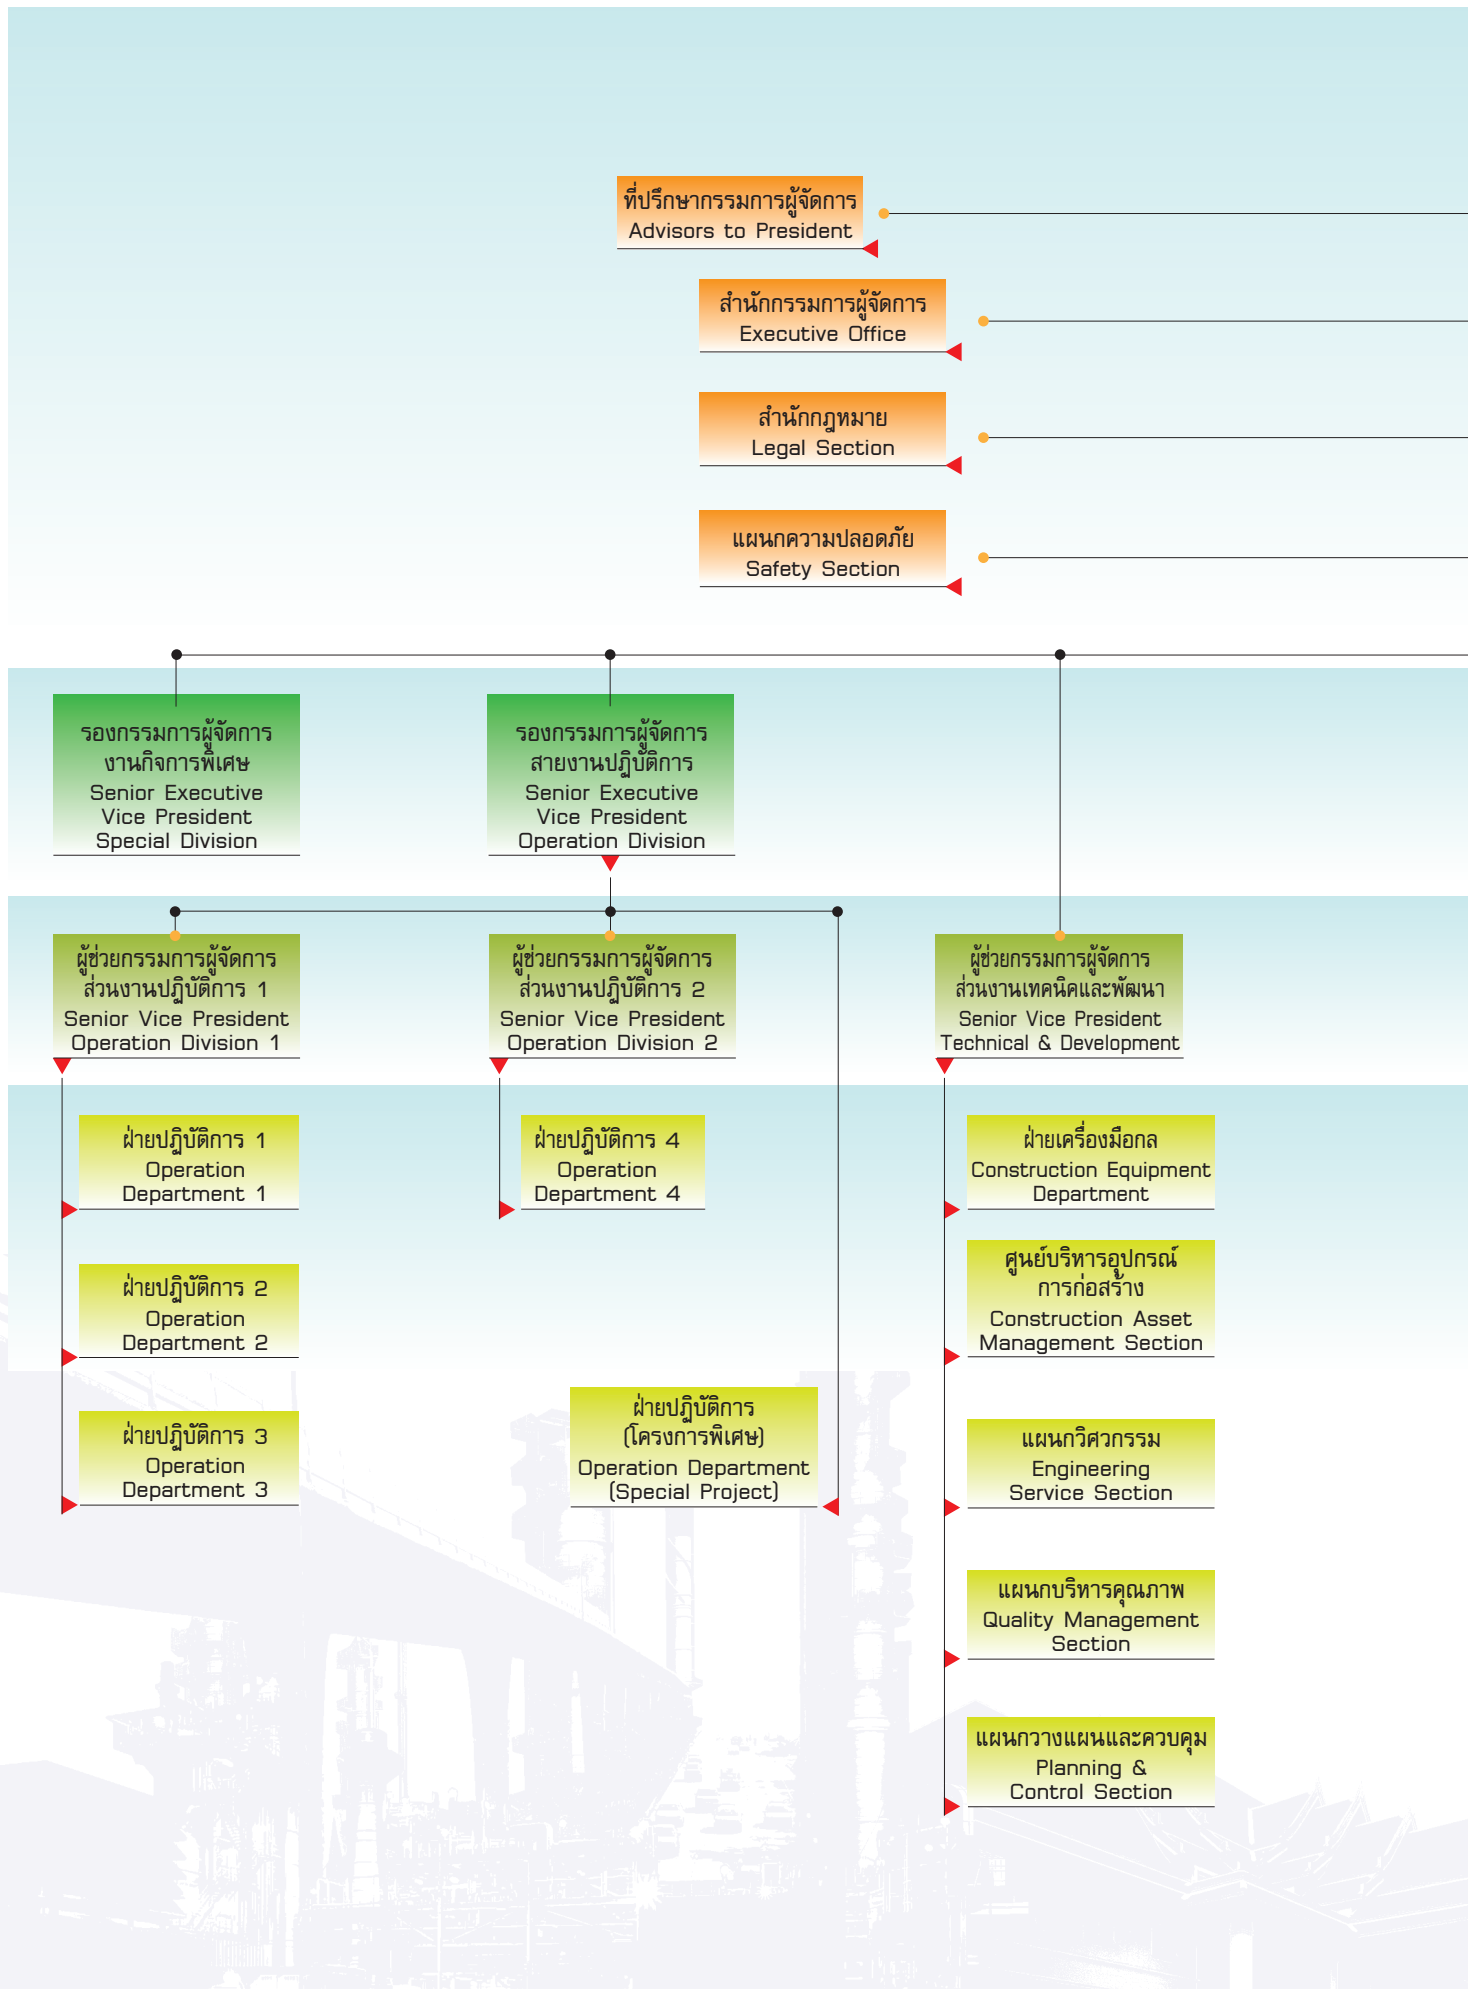 ที่ปรึกษากรรมการผู้จัดการ
Advisors to President
สำนักกรรมการผู้จัดการ
Executive Office
สำนักกฎหมาย
Legal Section
แผนกความปลอดภัย
Safety Section
รองกรรมการผู้จัดการ
งานกิจการพิเศษ
Senior Executive
Vice President
Special Division
รองกรรมการผู้จัดการ
สายงานปฏิบัติการ
Senior Executive
Vice President
Operation Division
ผู้ช่วยกรรมการผู้จัดการ
ส่วนงานปฏิบัติการ 1
Senior Vice President
Operation Division 1
ผู้ช่วยกรรมการผู้จัดการ
ส่วนงานปฏิบัติการ 2
Senior Vice President
Operation Division 2
ผู้ช่วยกรรมการผู้จัดการ
ส่วนงานเทคนิคและพัฒนา
Senior Vice President
Technical & Development
ฝ่ายปฏิบัติการ 1
Operation
Department 1
ฝ่ายปฏิบัติการ 2
Operation
Department 2
ฝ่ายปฏิบัติการ 3
Operation
Department 3
ฝ่ายปฏิบัติการ 4
Operation
Department 4
ฝ่ายปฏิบัติการ
(โครงการพิเศษ)
Operation Department
(Special Project)
ฝ่ายเครื่องมือกล
Construction Equipment
Department
ศูนย์บริหารอุปกรณ์
การก่อสร้าง
Construction Asset
Management Section
แผนกวิศวกรรม
Engineering
Service Section
แผนกบริหารคุณภาพ
Quality Management
Section
แผนกวางแผนและควบคุม
Planning &
Control Section